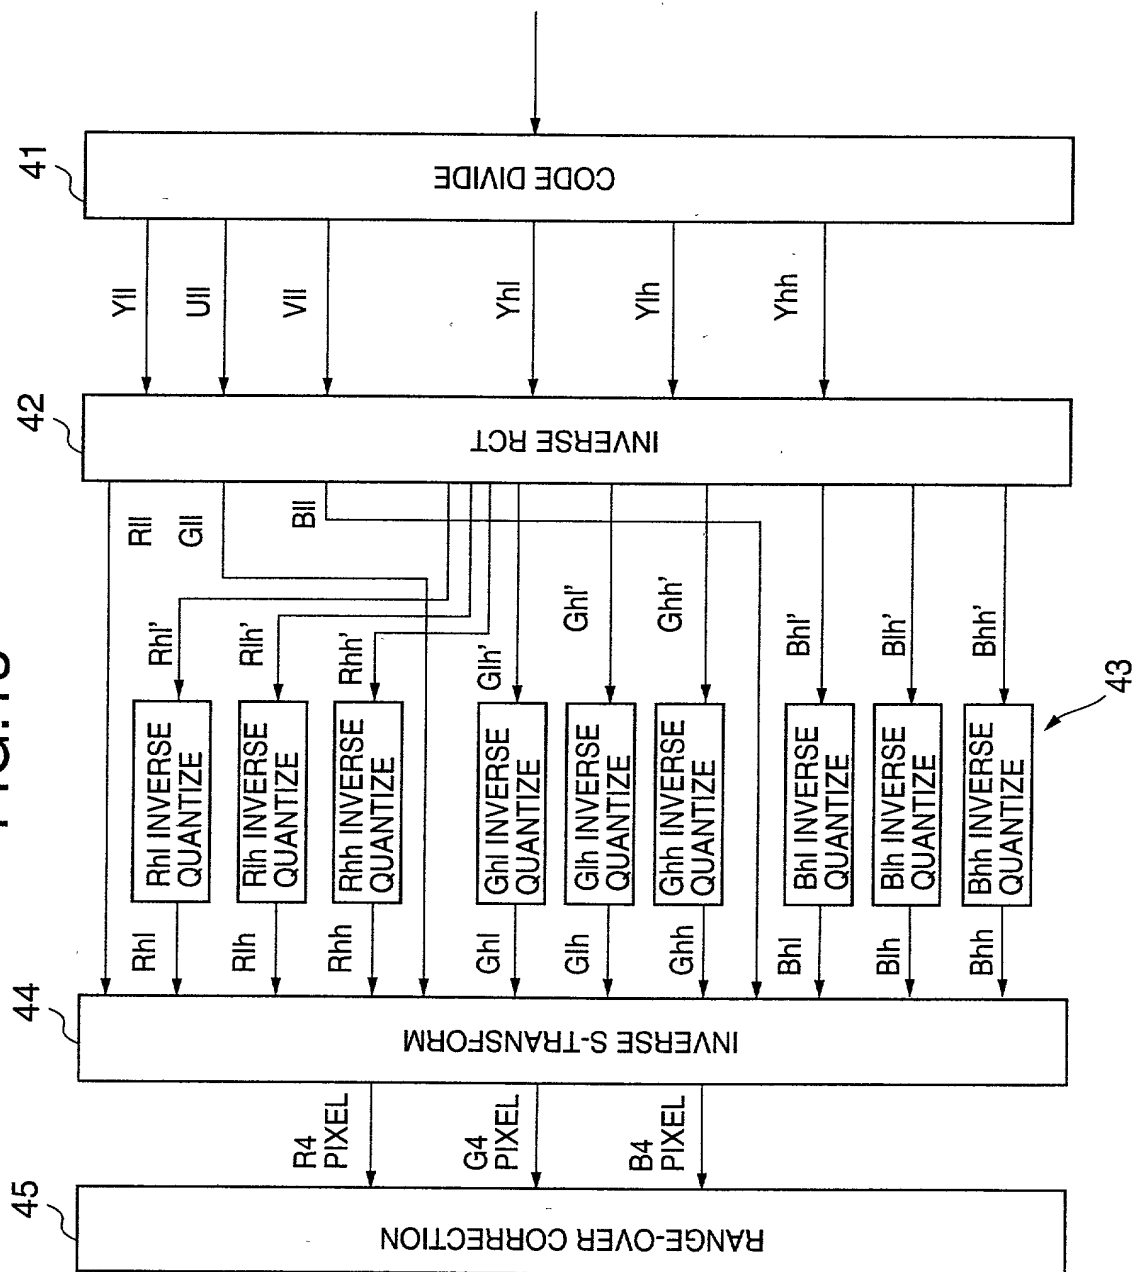 41
CODE DIVIDE
Yll
Ull
Vll
Yhl
Ylh
Yhh
42
INVERSE RCT
Rll
Gll
Bll
Rhl'
Rlh'
Rhh'
Glh'
Ghl'
Ghh'
Bhl'
Blh'
Bhh'
43
Rhl INVERSE
QUANTIZE
Rlh INVERSE
QUANTIZE
Rhh INVERSE
QUANTIZE
Ghl INVERSE
QUANTIZE
Glh INVERSE
QUANTIZE
Ghh INVERSE
QUANTIZE
Bhl INVERSE
QUANTIZE
Blh INVERSE
QUANTIZE
Bhh INVERSE
QUANTIZE
Rhl
Rlh
Rhh
Ghl
Glh
Ghh
Bhl
Blh
Bhh
44
INVERSE S-TRANSFORM
R4
PIXEL
G4
PIXEL
B4
PIXEL
45
RANGE-OVER CORRECTION